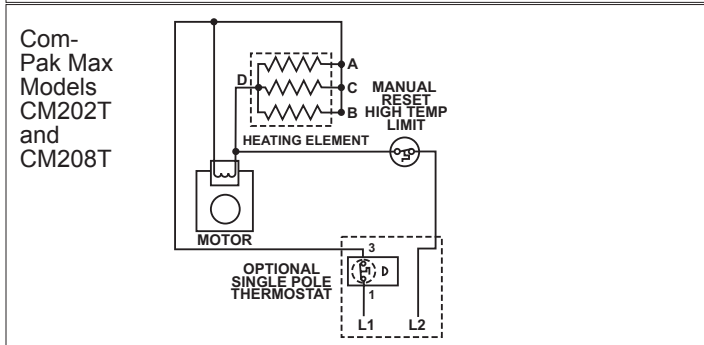 Com-
Pak Max
Models
CM202T
and
CM208T
A
D
C
B
MANUAL
RESET
HIGH TEMP
LIMIT
HEATING ELEMENT
MOTOR
3
OPTIONAL
SINGLE POLE
THERMOSTAT
D
1
L1 L2